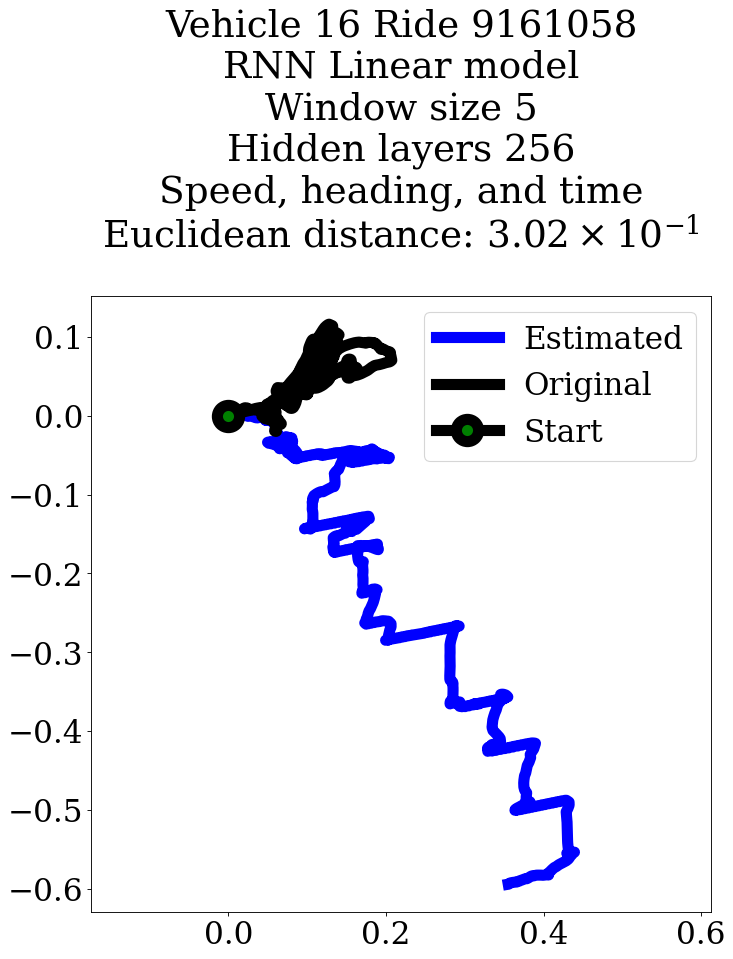 Vehicle 16 Ride 9161058
RNN Linear model
Window size 5
Hidden layers 256
Speed, heading, and time
Euclidean distance: 3.02 × 10⁻¹
Estimated
Original
Start
0.1
0.0
−0.1
−0.2
−0.3
−0.4
−0.5
−0.6
0.0
0.2
0.4
0.6